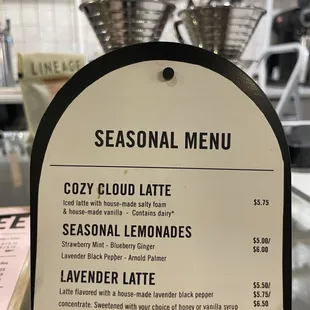 LINEAGE
SEASONAL MENU
COZY CLOUD LATTE
Iced latte with house-made salty foam
& house-made vanilla - Contains dairy*
$5.75
SEASONAL LEMONADES
Strawberry Mint - Blueberry Ginger
Lavender Black Pepper - Arnold Palmer
$5.00/
$6.00
LAVENDER LATTE
Latte flavored with a house-made lavender black pepper
concentrate. Sweetened with your choice of honey or vanilla syrup
$5.50/
$5.75/
$6.50